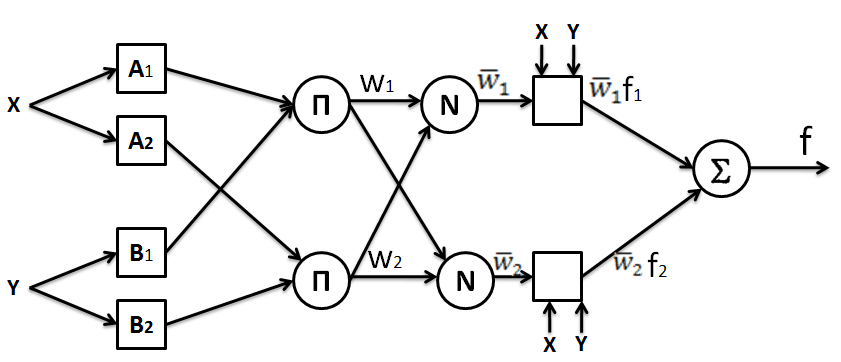 X Y
A1
W1
w̅1
w̅1f1
X
Π
N
A2
f
Σ
B1
W2
w̅2
w̅2 f2
Y
Π
N
B2
X Y